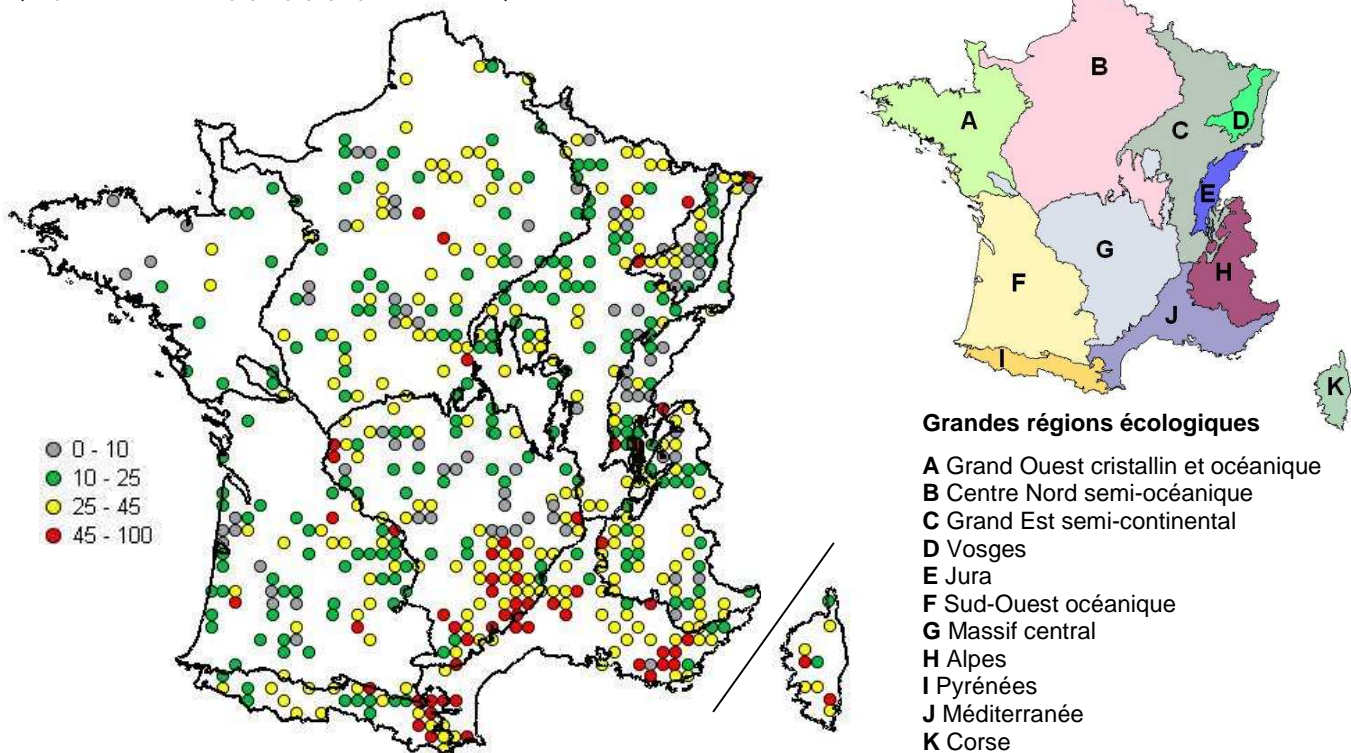 0 - 10
10 - 25
25 - 45
45 - 100
A
B
C
D
E
F
G
H
I
J
K
Grandes régions écologiques
A Grand Ouest cristallin et océanique
B Centre Nord semi-océanique
C Grand Est semi-continental
D Vosges
E Jura
F Sud-Ouest océanique
G Massif central
H Alpes
I Pyrénées
J Méditerranée
K Corse